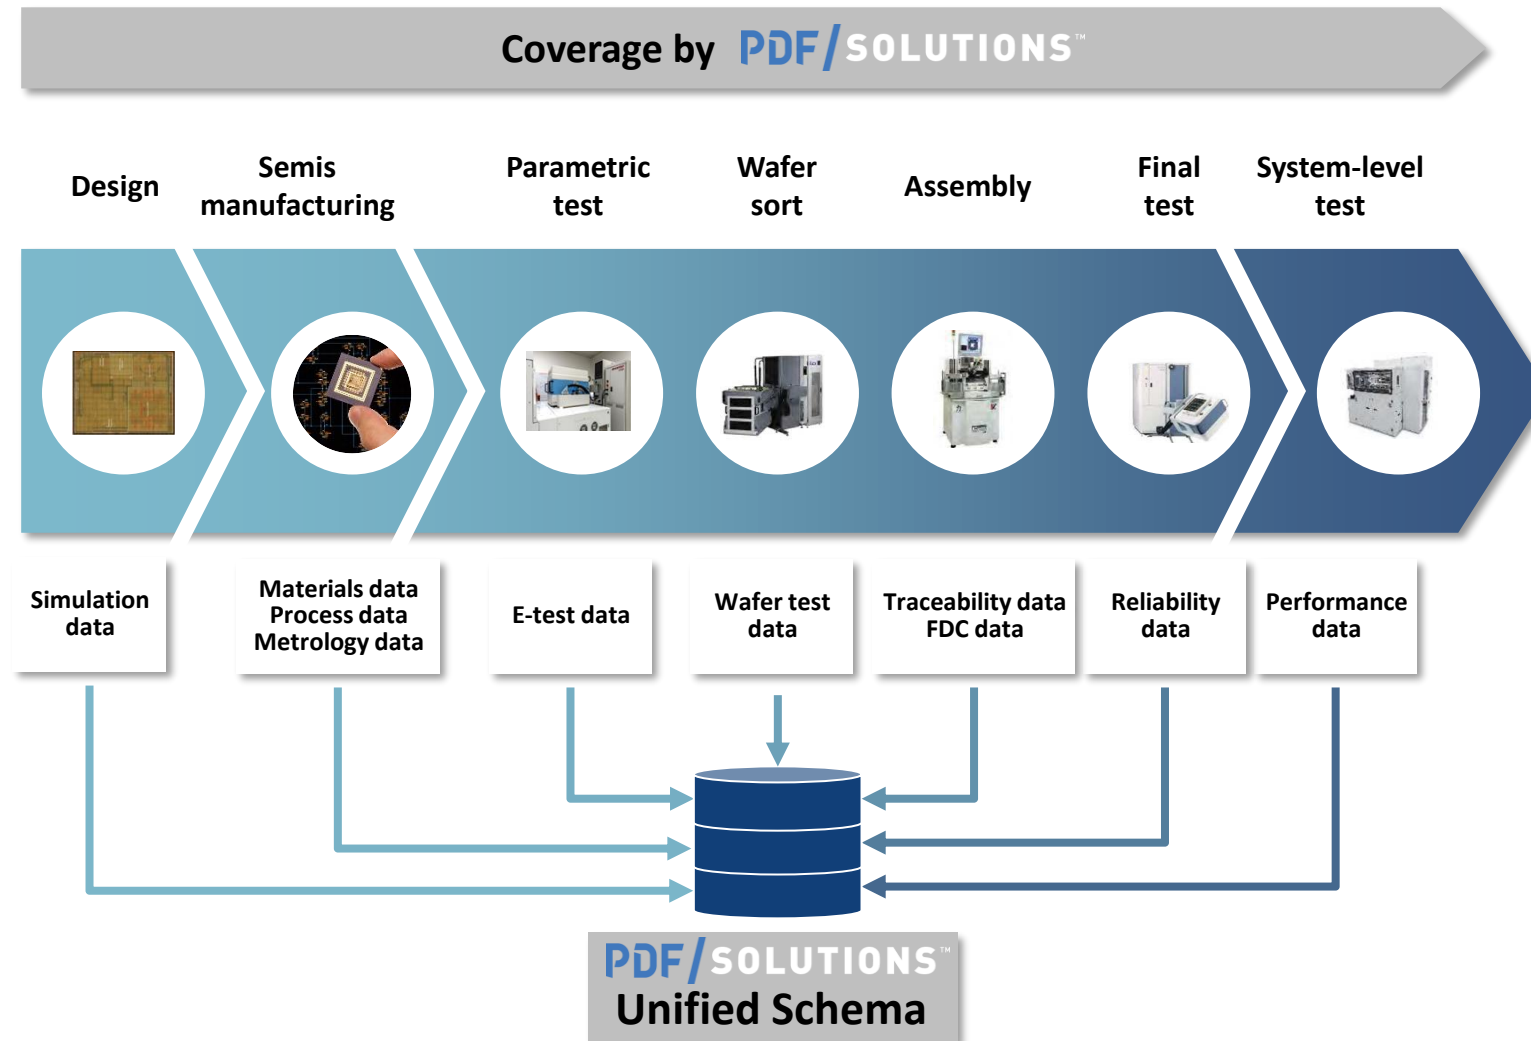 Coverage by PDF/SOLUTIONS™
Design
Semis
manufacturing
Parametric
test
Wafer
sort
Assembly
Final
test
System-level
test
Simulation
data
Materials data
Process data
Metrology data
E-test data
Wafer test
data
Traceability data
FDC data
Reliability
data
Performance
data
PDF/SOLUTIONS™
Unified Schema